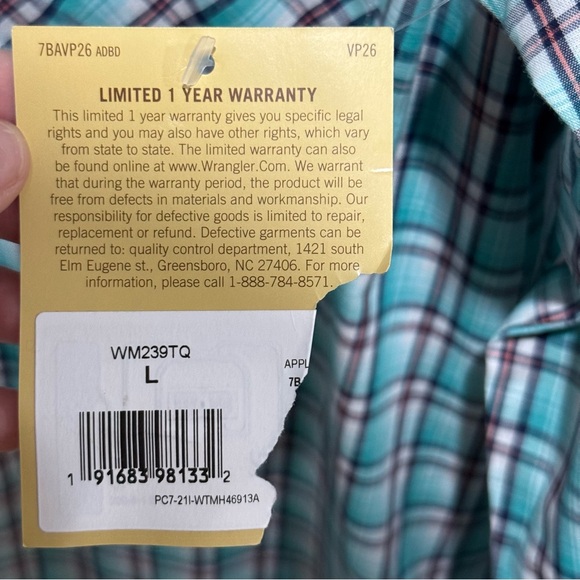 7BAVP26 ADBD VP26
LIMITED 1 YEAR WARRANTY
This limited 1 year warranty gives you specific legal
rights and you may also have other rights, which vary
from state to state. The limited warranty can also
be found online at www.Wrangler.Com. We warrant
that during the warranty period, the product will be
free from defects in materials and workmanship. Our
responsibility for defective goods is limited to repair,
replacement or refund. Defective garments can be
returned to: quality control department, 1421 south
Elm Eugene st., Greensboro, NC 27406. For more
information, please call 1-888-784-8571.
WM239TQ
L
APPL
7B
1 91683 98133 2
PC7-21I-WTMH46913A